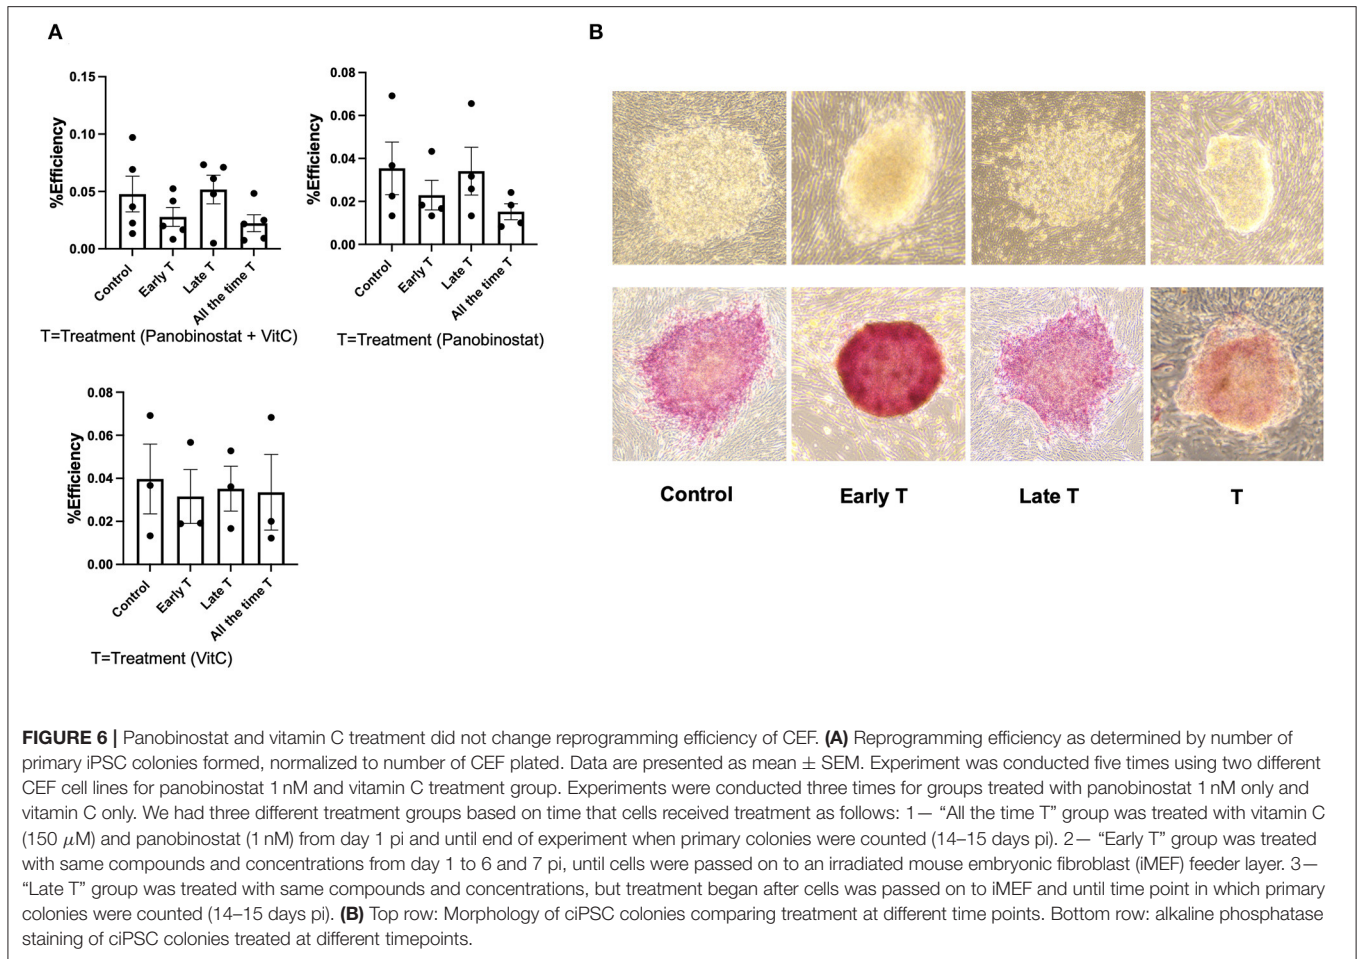 A
B
0.15
0.10
0.05
0.00
%Efficiency
Control
Early T
Late T
All the time T
T=Treatment (Panobinostat + VitC)
0.08
0.06
0.04
0.02
0.00
%Efficiency
Control
Early T
Late T
All the time T
T=Treatment (Panobinostat)
0.08
0.06
0.04
0.02
0.00
%Efficiency
Control
Early T
Late T
All the time T
T=Treatment (VitC)
Control
Early T
Late T
T
FIGURE 6 | Panobinostat and vitamin C treatment did not change reprogramming efficiency of CEF. (A) Reprogramming efficiency as determined by number of
primary iPSC colonies formed, normalized to number of CEF plated. Data are presented as mean ± SEM. Experiment was conducted five times using two different
CEF cell lines for panobinostat 1 nM and vitamin C treatment group. Experiments were conducted three times for groups treated with panobinostat 1 nM only and
vitamin C only. We had three different treatment groups based on time that cells received treatment as follows: 1— “All the time T” group was treated with vitamin C
(150 μM) and panobinostat (1 nM) from day 1 pi and until end of experiment when primary colonies were counted (14–15 days pi). 2— “Early T” group was treated
with same compounds and concentrations from day 1 to 6 and 7 pi, until cells were passed on to an irradiated mouse embryonic fibroblast (iMEF) feeder layer. 3—
“Late T” group was treated with same compounds and concentrations, but treatment began after cells was passed on to iMEF and until time point in which primary
colonies were counted (14–15 days pi). (B) Top row: Morphology of ciPSC colonies comparing treatment at different time points. Bottom row: alkaline phosphatase
staining of ciPSC colonies treated at different timepoints.